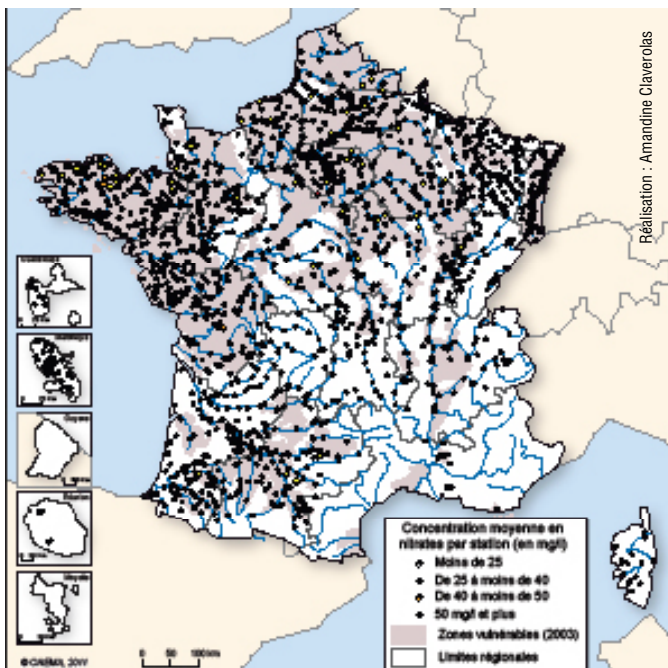 Réalisation : Amandine Claverolas
Guyane
Réunion
Concentration moyenne en
nitrates par station (en mg/l)
Moins de 25
De 25 à moins de 40
De 40 à moins de 50
50 mg/l et plus
Zones vulnérables (2003)
Limites régionales
0 50 100 km